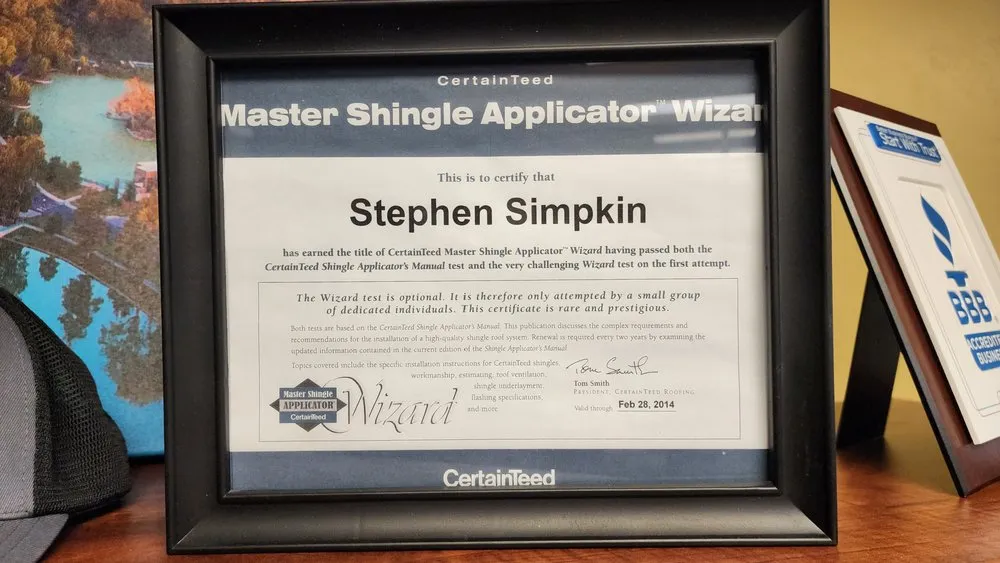 CertainTeed
Master Shingle Applicator™ Wizar
This is to certify that
Stephen Simpkin
has earned the title of CertainTeed Master Shingle Applicator™ Wizard having passed both the
CertainTeed Shingle Applicator's Manual test and the very challenging Wizard test on the first attempt.
The Wizard test is optional. It is therefore only attempted by a small group
of dedicated individuals. This certificate is rare and prestigious.
Both tests are based on the CertainTeed Shingle Applicator's Manual. This publication discusses the complex requirements and
recommendations for the installation of a high-quality shingle roof system. Renewal is required every two years by examining the
updated information contained in the current edition of the Shingle Applicator's Manual.
Topics covered include the specific installation instructions for CertainTeed shingles,
workmanship, estimating, roof ventilation,
shingle underlayment,
flashing specifications,
and more.
Master Shingle
APPLICATOR
CertainTeed
Wizard
Tom Smith
Tom Smith
President, CertainTeed Roofing
Valid through Feb 28, 2014
CertainTeed
Start With Trust
BBB
ACCREDITE
BUSINE